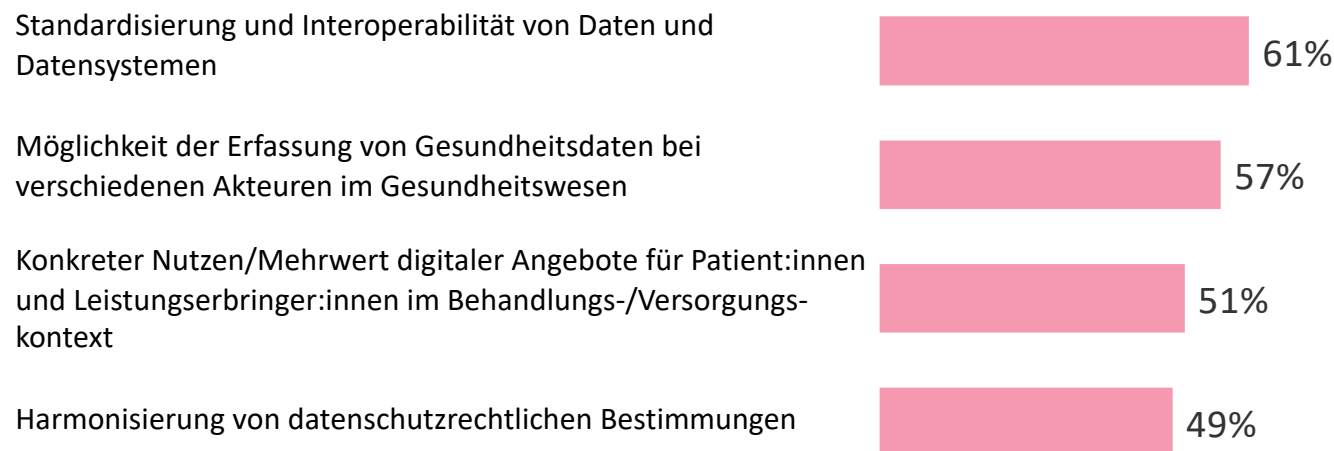 Standardisierung und Interoperabilität von Daten und
Datensystemen
61%
Möglichkeit der Erfassung von Gesundheitsdaten bei
verschiedenen Akteuren im Gesundheitswesen
57%
Konkreter Nutzen/Mehrwert digitaler Angebote für Patient:innen
und Leistungserbringer:innen im Behandlungs-/Versorgungs-
kontext
51%
Harmonisierung von datenschutzrechtlichen Bestimmungen
49%